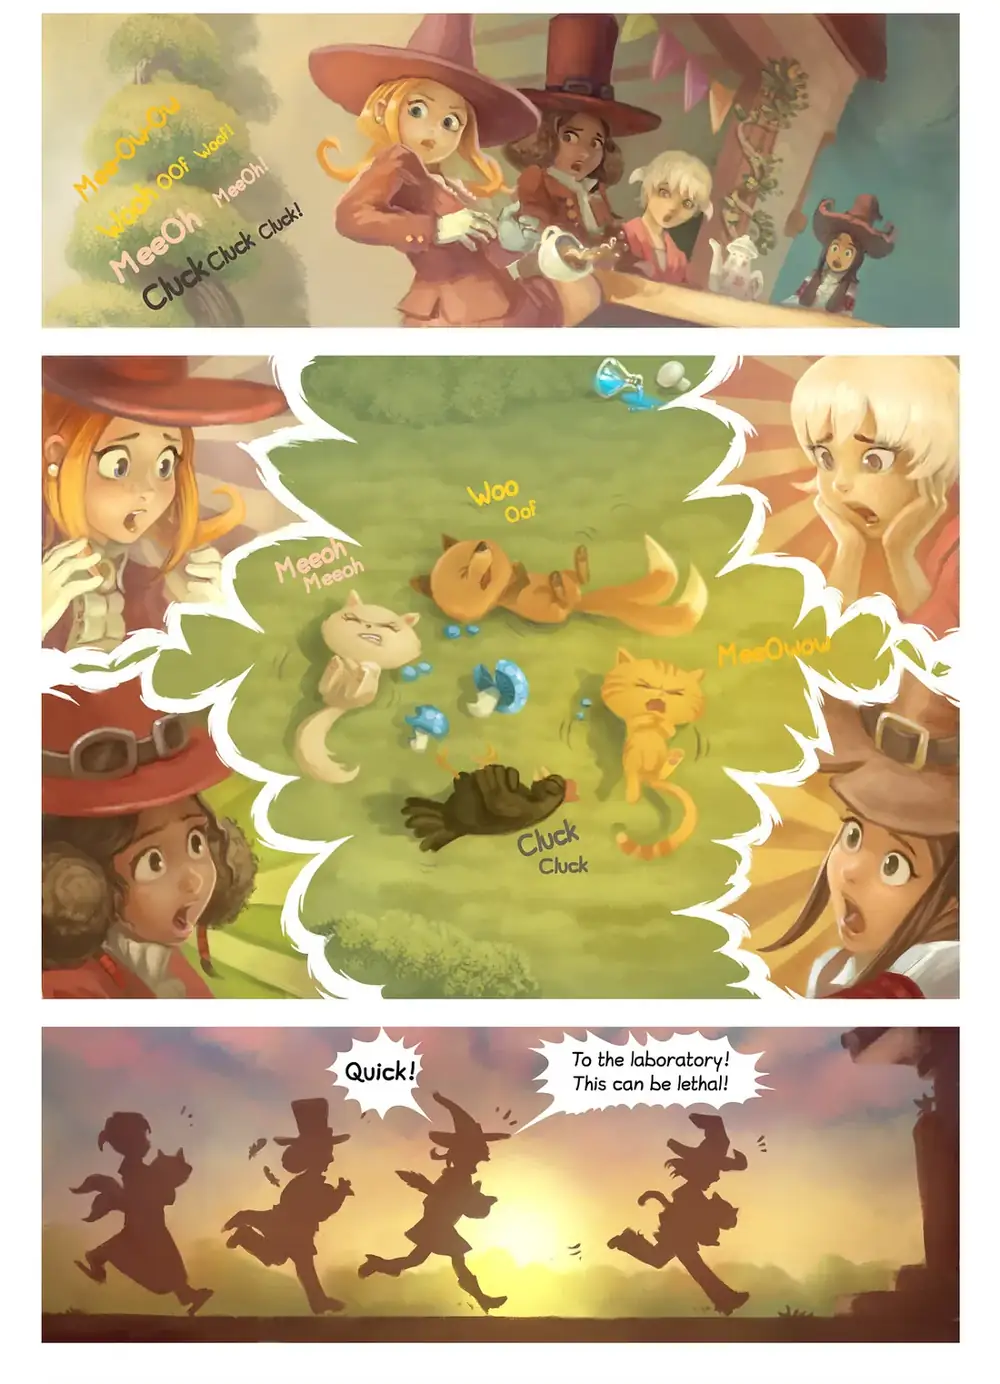 MeeOwOw
Wooh OOf Woof!
MeeOh MeeOh!
Cluck Cluck Cluck!
Woo
Oof
Meeoh
Meeoh
MeeOwow
Cluck
Cluck
Quick!
To the laboratory!
This can be lethal!